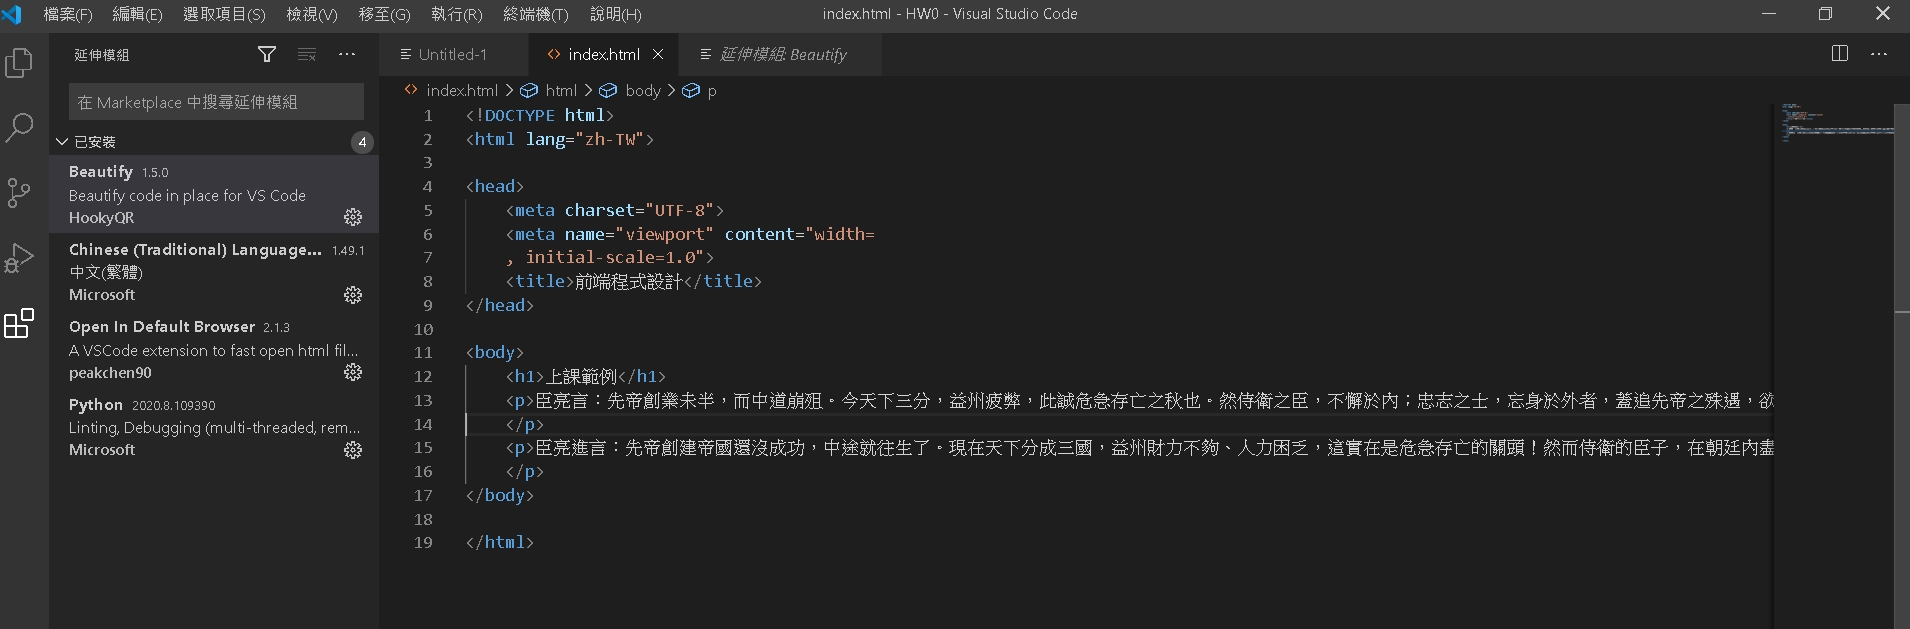 檔案(F) 編輯(E) 選取項目(S) 檢視(V) 移至(G) 執行(R) 終端機(T) 說明(H) index.html - HW0 - Visual Studio Code
延伸模組
Untitled-1 index.html 延伸模組: Beautify
在 Marketplace 中搜尋延伸模組
已安裝 4
Beautify 1.5.0
Beautify code in place for VS Code
HookyQR
Chinese (Traditional) Language... 1.49.1
中文(繁體)
Microsoft
Open In Default Browser 2.1.3
A VSCode extension to fast open html fil...
peakchen90
Python 2020.8.109390
Linting, Debugging (multi-threaded, rem...
Microsoft
index.html > html > body > p
1 <!DOCTYPE html>
2 <html lang="zh-TW">
3
4 <head>
5 <meta charset="UTF-8">
6 <meta name="viewport" content="width=
7 , initial-scale=1.0">
8 <title>前端程式設計</title>
9 </head>
10
11 <body>
12 <h1>上課範例</h1>
13 <p>臣亮言：先帝創業未半，而中道崩殂。今天下三分，益州疲弊，此誠危急存亡之秋也。然侍衛之臣，不懈於內；忠志之士，忘身於外者，蓋追先帝之殊遇，欲
14 </p>
15 <p>臣亮進言：先帝創建帝國還沒成功，中途就往生了。現在天下分成三國，益州財力不夠、人力困乏，這實在是危急存亡的關頭！然而侍衛的臣子，在朝廷內盡
16 </p>
17 </body>
18
19 </html>